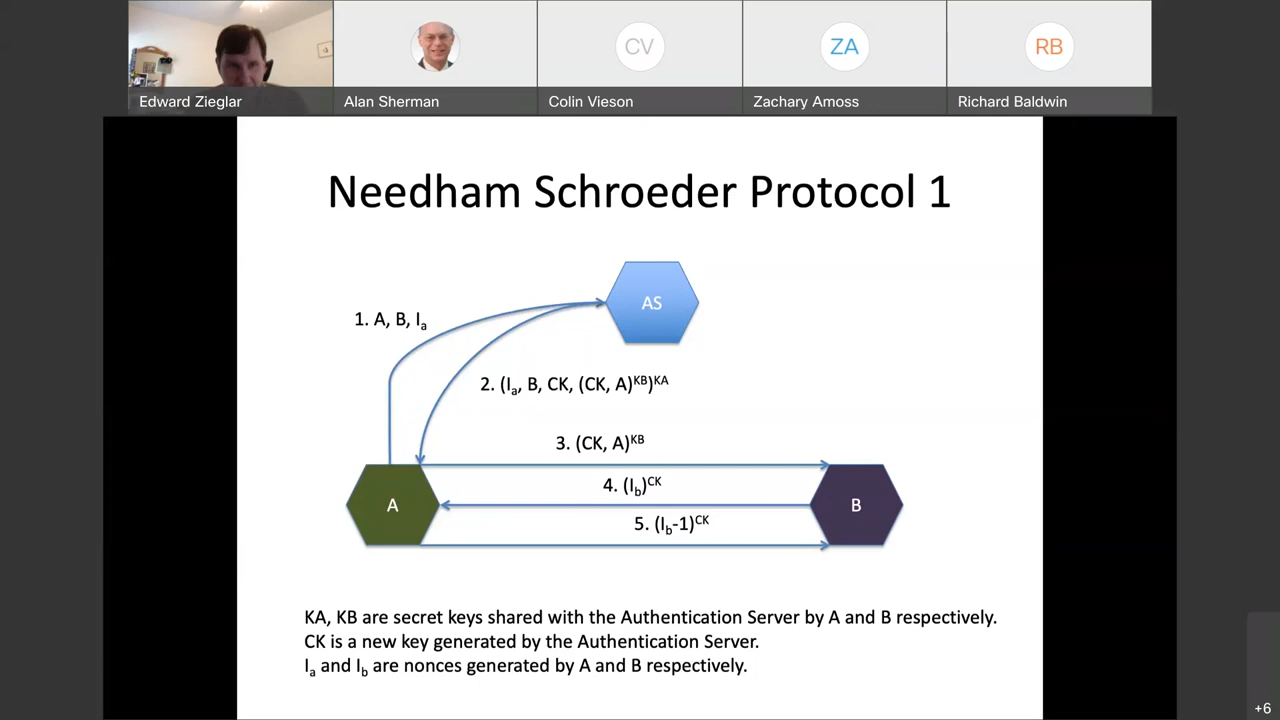 Edward Zieglar
Alan Sherman
CV
Colin Vieson
ZA
Zachary Amoss
RB
Richard Baldwin
Needham Schroeder Protocol 1
AS
1. A, B, Iₐ
2. (Iₐ, B, CK, (CK, A)ᴷᴮ)ᴷᴬ
3. (CK, A)ᴷᴮ
4. (I_b)ᶜᴷ
A
B
5. (I_b-1)ᶜᴷ
KA, KB are secret keys shared with the Authentication Server by A and B respectively.
CK is a new key generated by the Authentication Server.
Iₐ and I_b are nonces generated by A and B respectively.
+6